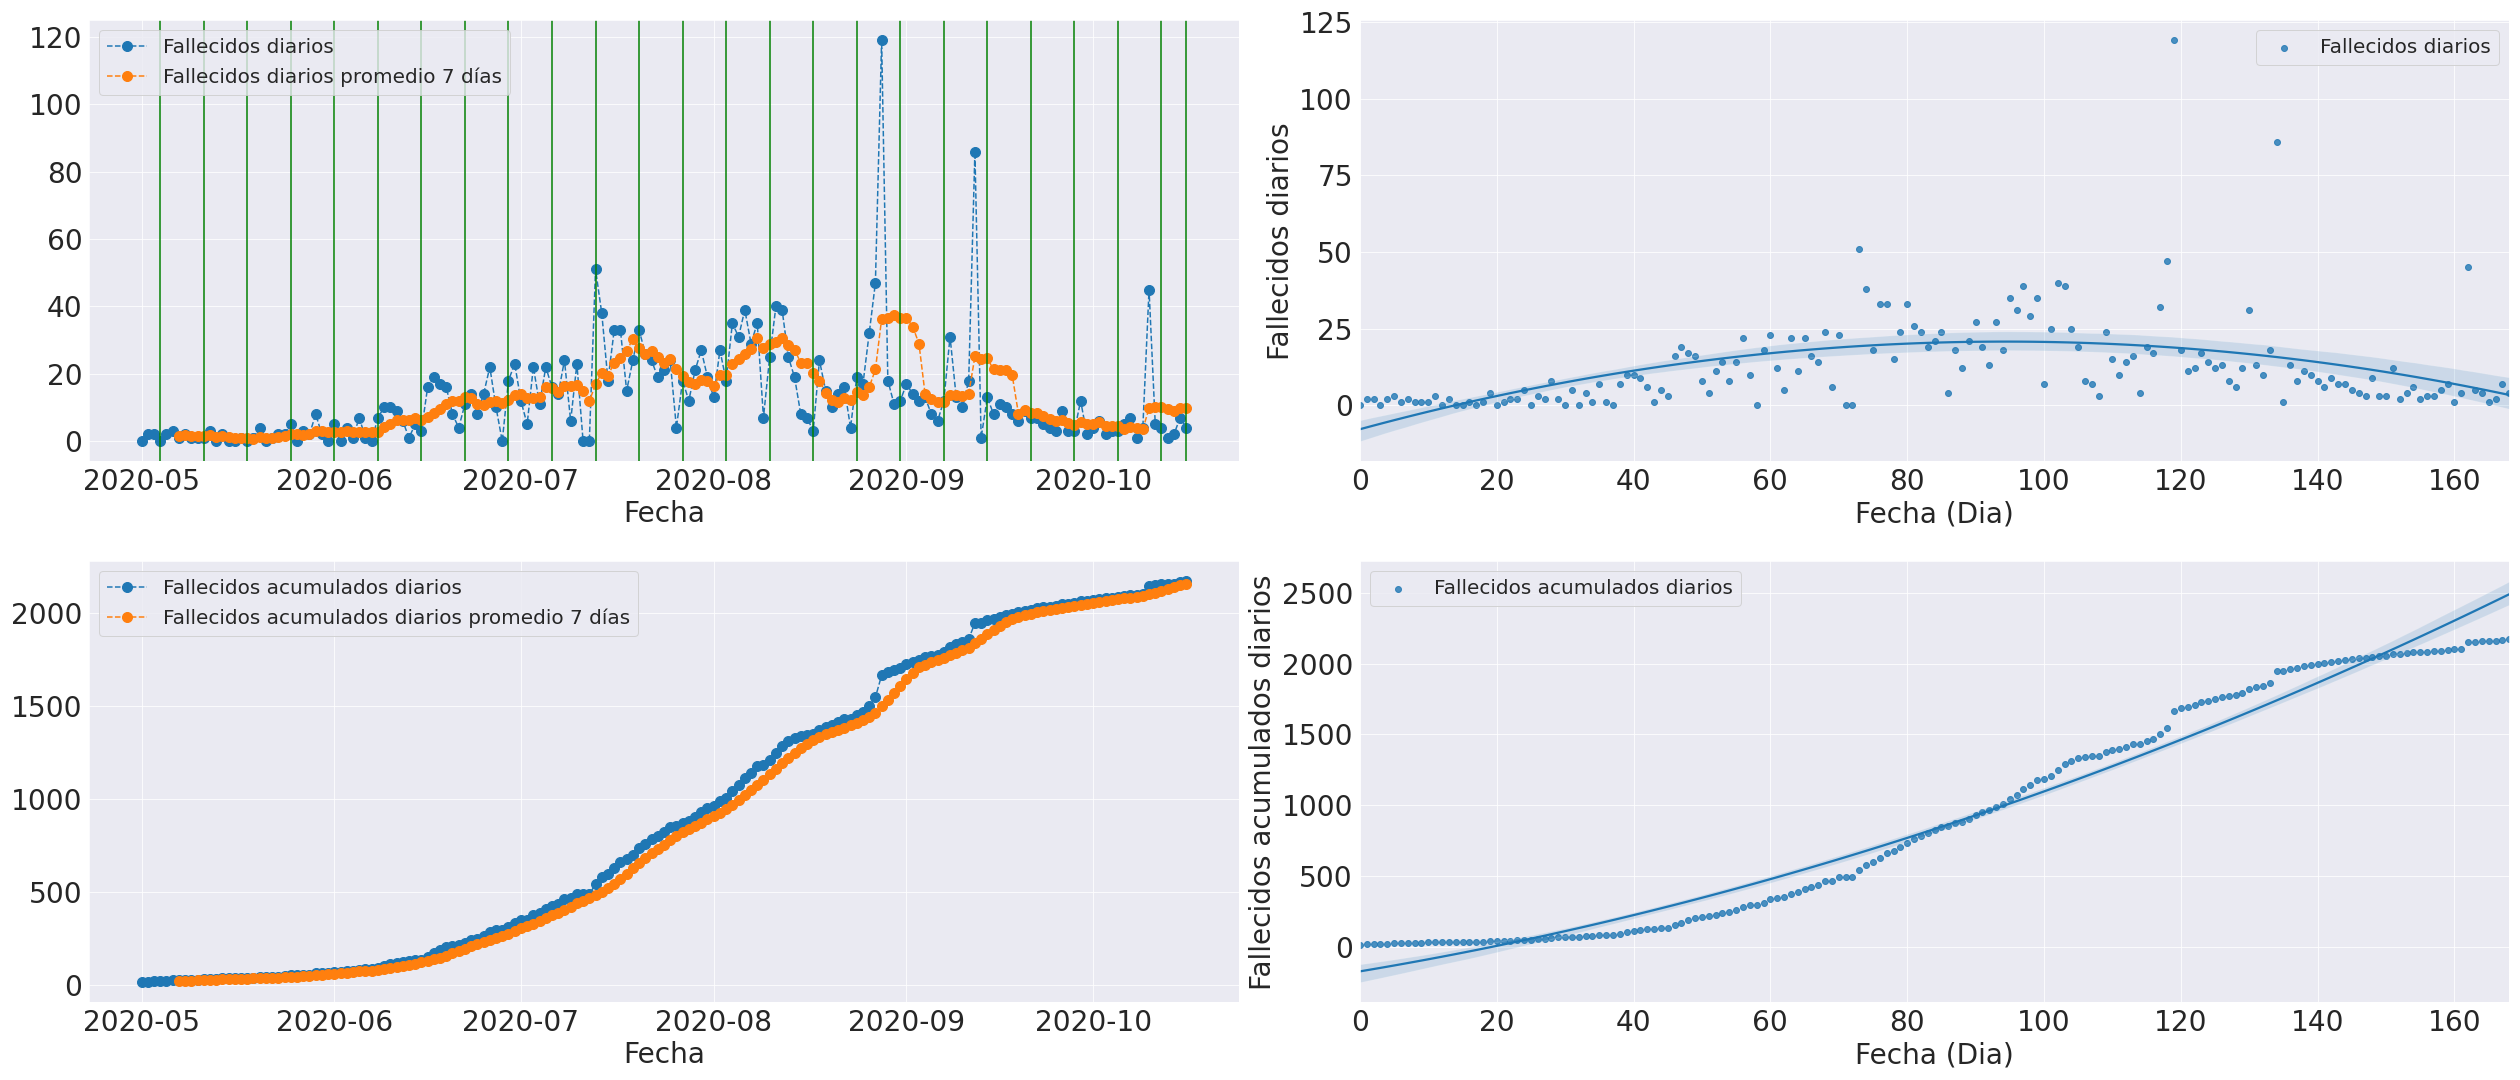 Fallecidos diarios
Fallecidos diarios promedio 7 días
120
100
80
60
40
20
0
2020-05 2020-06 2020-07 2020-08 2020-09 2020-10
Fecha
Fallecidos diarios
Fallecidos diarios
125
100
75
50
25
0
0 20 40 60 80 100 120 140 160
Fecha (Dia)
Fallecidos acumulados diarios
Fallecidos acumulados diarios promedio 7 días
2000
1500
1000
500
0
2020-05 2020-06 2020-07 2020-08 2020-09 2020-10
Fecha
Fallecidos acumulados diarios
Fallecidos acumulados diarios
2500
2000
1500
1000
500
0
0 20 40 60 80 100 120 140 160
Fecha (Dia)